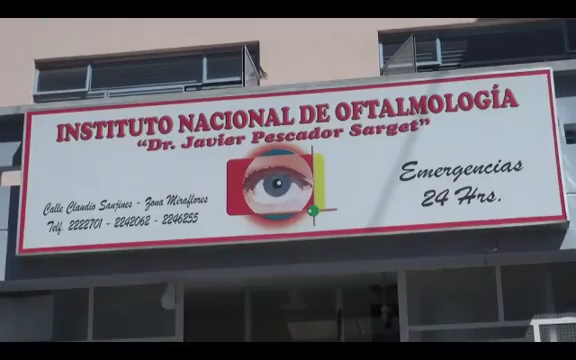 INSTITUTO NACIONAL DE OFTALMOLOGÍA
"Dr. Javier Pescador Sarget"
Calle Claudio Sanjines - Zona Miraflores
Telf. 2222701 - 2242062 - 2246255
Emergencias
24 Hrs.